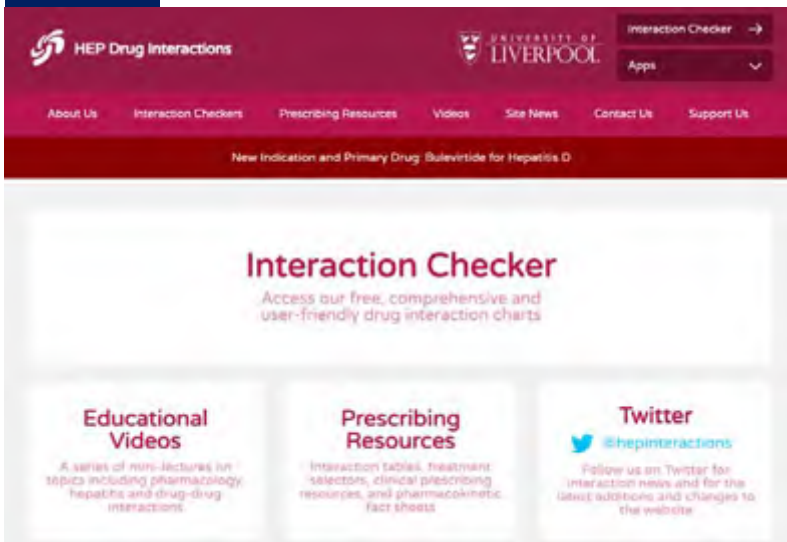 HEP Drug Interactions
UNIVERSITY OF
LIVERPOOL
Interaction Checker
Apps
About Us Interaction Checkers Prescribing Resources Videos Site News Contact Us Support Us
New Indication and Primary Drug: Bulevirtide for Hepatitis D
Interaction Checker
Access our free, comprehensive and
user-friendly drug interaction charts
Educational
Videos
A series of mini-lectures on
topics including pharmacology,
hepatitis and drug-drug
interactions
Prescribing
Resources
Interaction tables, treatment
selectors, clinical prescribing
resources, and pharmacokinetic
fact sheets
Twitter
@hepinteractions
Follow us on Twitter for
interaction news and for the
latest additions and changes to
the website